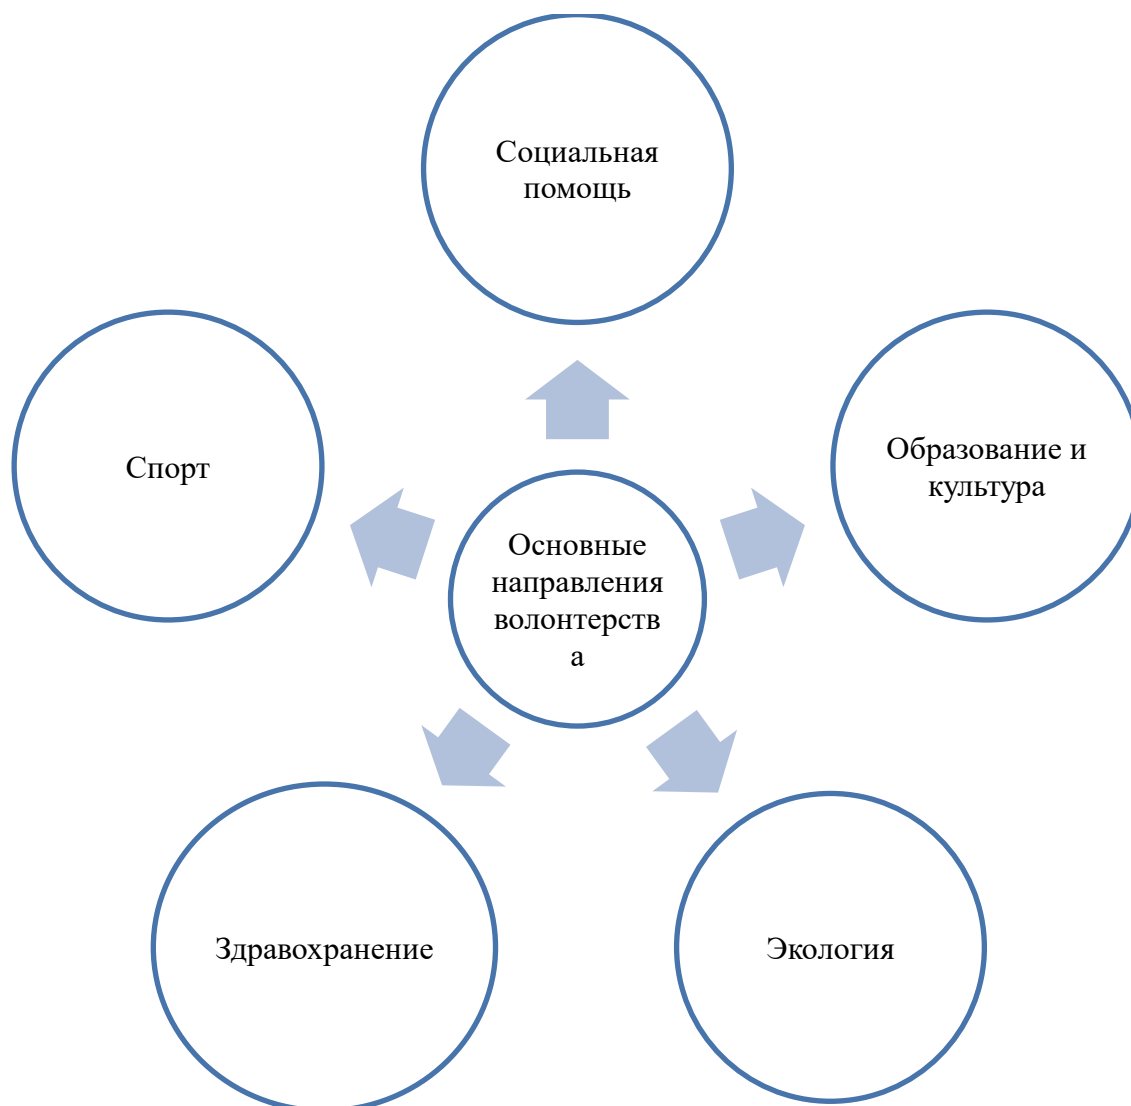 Социальная
помощь
Образование и
культура
Спорт
Основные
направления
волонтерств
а
Здравохранение
Экология